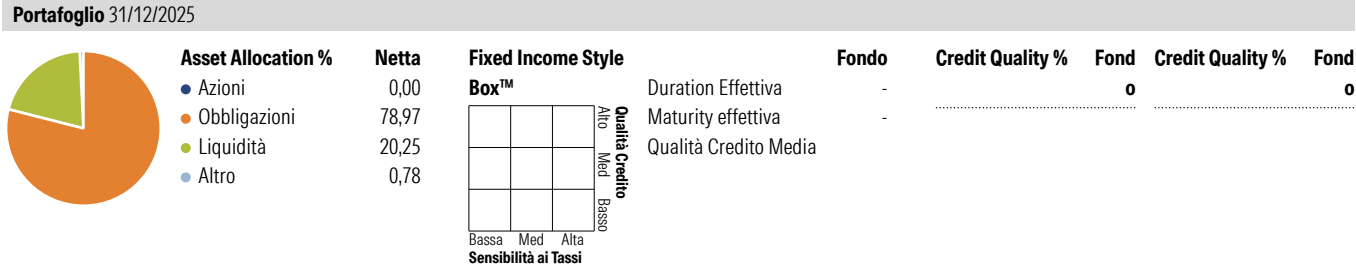 Portafoglio 31/12/2025
Asset Allocation % Netta
Azioni 0,00
Obbligazioni 78,97
Liquidità 20,25
Altro 0,78
Fixed Income Style
Box™
Alto Med Basso
Qualità Credito
Bassa Med Alta
Sensibilità ai Tassi
Fondo
Duration Effettiva -
Maturity effettiva -
Qualità Credito Media
Credit Quality % Fond
o
Credit Quality % Fond
o